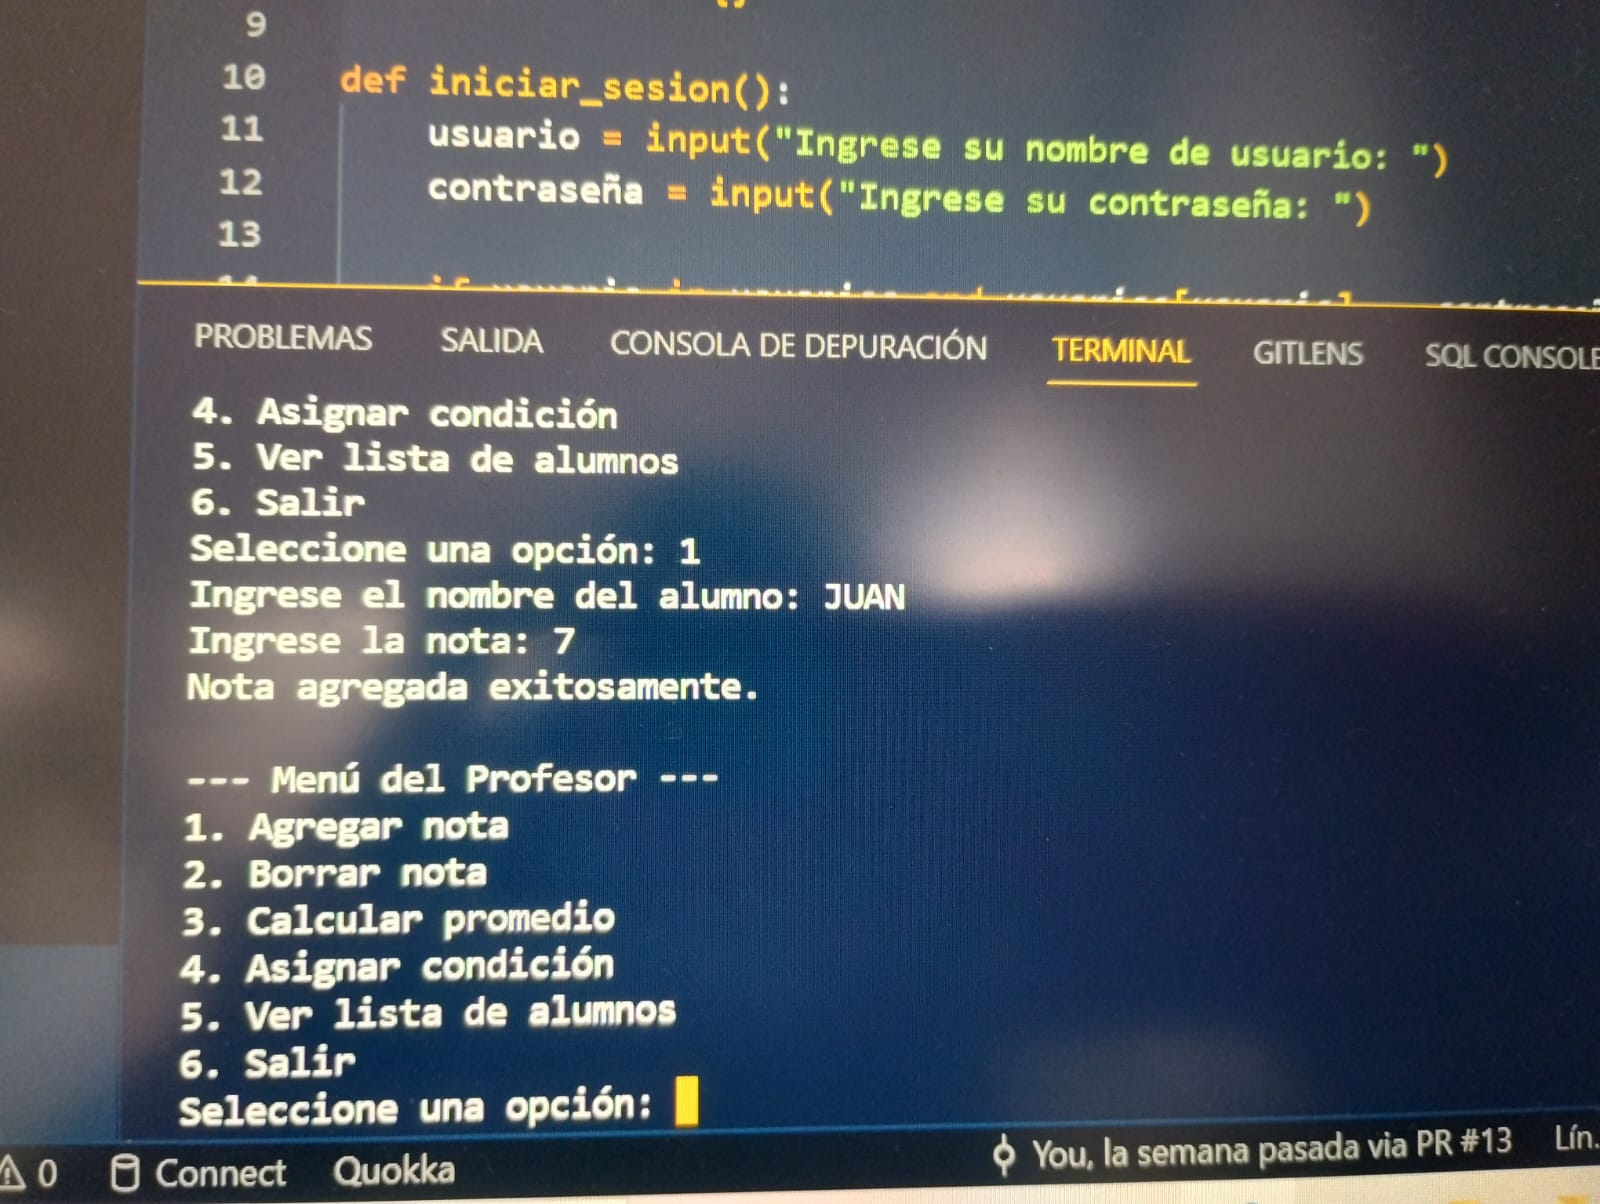 9
10 def iniciar_sesion():
11 usuario = input("Ingrese su nombre de usuario: ")
12 contraseña = input("Ingrese su contraseña: ")
13
PROBLEMAS SALIDA CONSOLA DE DEPURACIÓN TERMINAL GITLENS SQL CONSOLE
4. Asignar condición
5. Ver lista de alumnos
6. Salir
Seleccione una opción: 1
Ingrese el nombre del alumno: JUAN
Ingrese la nota: 7
Nota agregada exitosamente.
--- Menú del Profesor ---
1. Agregar nota
2. Borrar nota
3. Calcular promedio
4. Asignar condición
5. Ver lista de alumnos
6. Salir
Seleccione una opción:
0 Connect Quokka You, la semana pasada via PR #13 Lín.